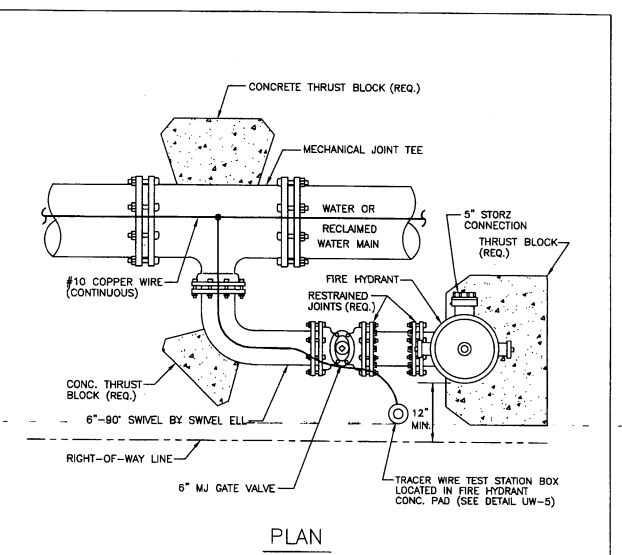 CONCRETE THRUST BLOCK (REQ.)
MECHANICAL JOINT TEE
WATER OR
RECLAIMED
WATER MAIN
5" STORZ
CONNECTION
THRUST BLOCK
(REQ.)
#10 COPPER WIRE
(CONTINUOUS)
FIRE HYDRANT
RESTRAINED
JOINTS (REQ.)
CONC. THRUST
BLOCK (REQ.)
6"-90° SWIVEL BY SWIVEL ELL
12"
MIN.
RIGHT-OF-WAY LINE
6" MJ GATE VALVE
TRACER WIRE TEST STATION BOX
LOCATED IN FIRE HYDRANT
CONC. PAD (SEE DETAIL UW-5)
PLAN